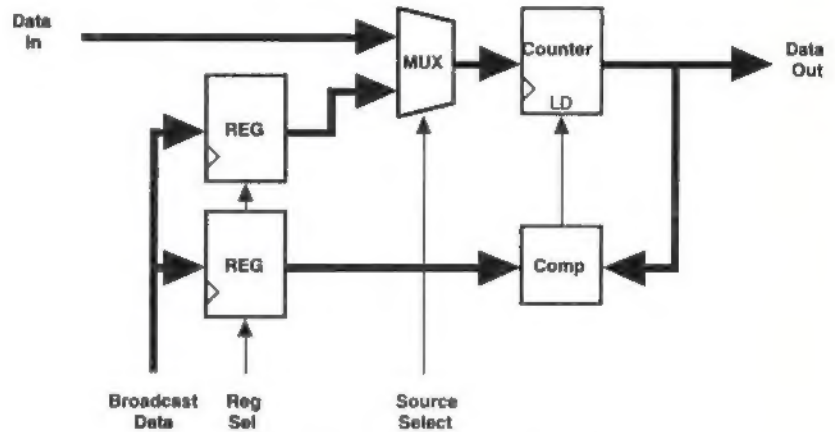 Data
In
MUX
Counter
LD
Data
Out
REG
REG
Comp
Broadcast
Data
Reg
Sel
Source
Select